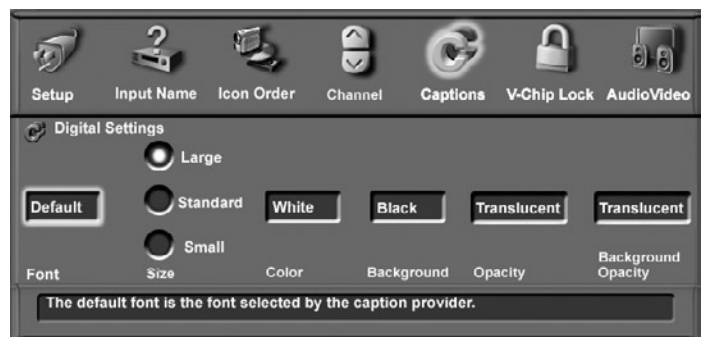 Setup Input Name Icon Order Channel Captions V-Chip Lock AudioVideo
Digital Settings
Large
Default Standard White Black Translucent Translucent
Small
Font Size Color Background Opacity Background Opacity
The default font is the font selected by the caption provider.